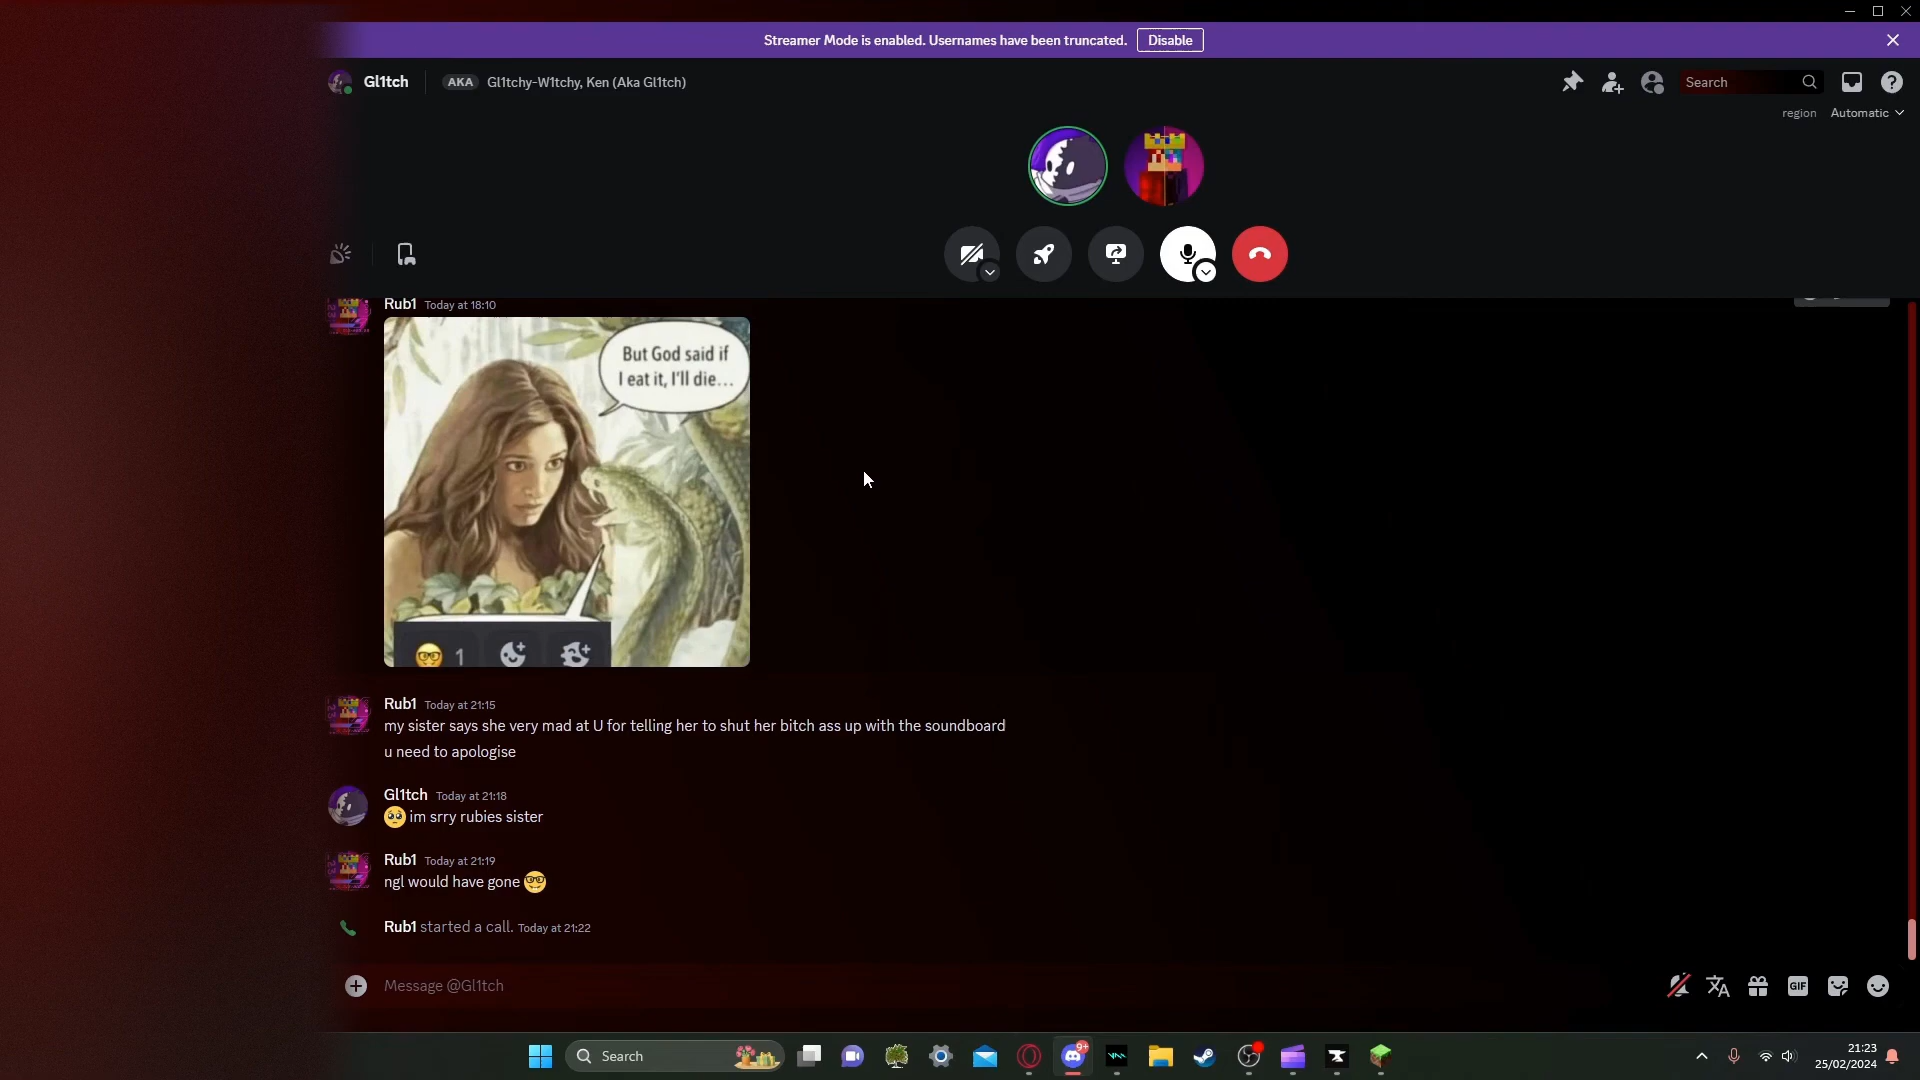 Streamer Mode is enabled. Usernames have been truncated. Disable
Gl1tch AKA Gl1tchy-W1tchy, Ken (Aka Gl1tch) Search
region Automatic
Rub1 Today at 18:10
But God said if
I eat it, I'll die...
1
Rub1 Today at 21:15
my sister says she very mad at U for telling her to shut her bitch ass up with the soundboard
u need to apologise
Gl1tch Today at 21:18
🥺 im srry rubies sister
Rub1 Today at 21:19
ngl would have gone 🤓
Rub1 started a call. Today at 21:22
Message @Gl1tch
GIF
Search
9+
21:23
25/02/2024